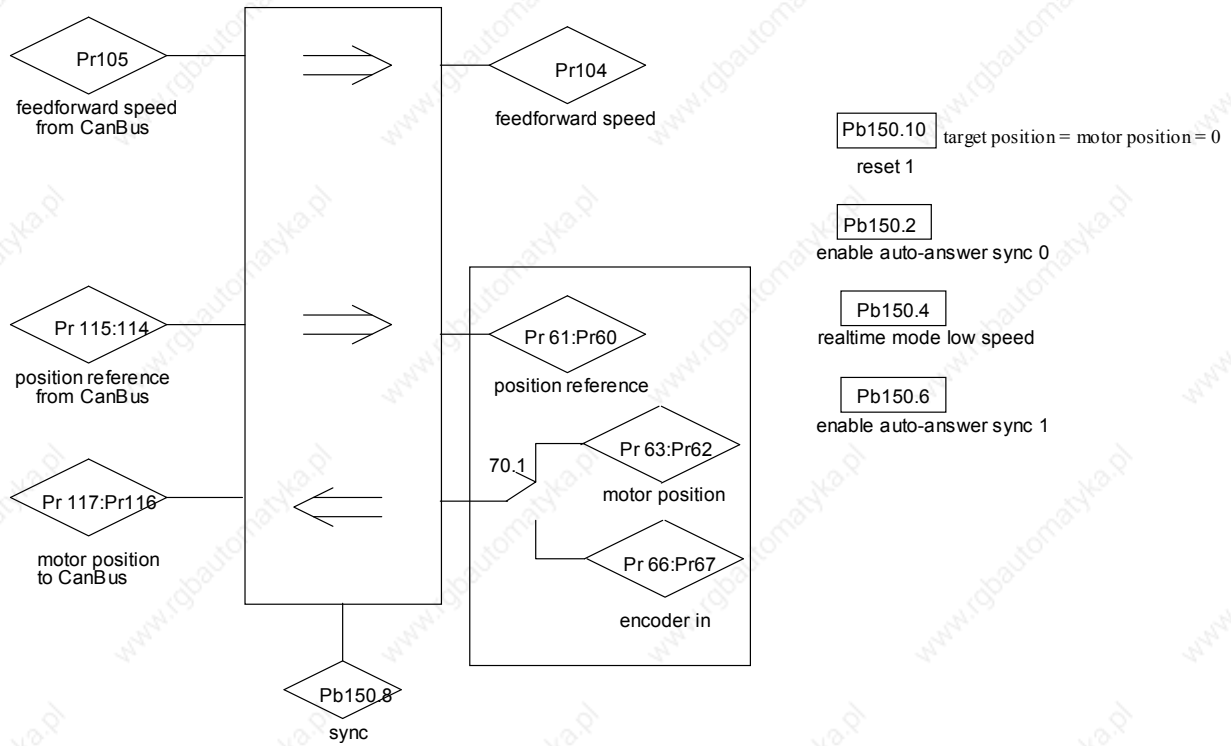 Pr105
feedforward speed
from CanBus
Pr104
feedforward speed
Pb150.10 target position = motor position = 0
reset 1
Pb150.2
enable auto-answer sync 0
Pr 115:114
position reference
from CanBus
Pr 61:Pr60
position reference
Pb150.4
realtime mode low speed
Pb150.6
enable auto-answer sync 1
70.1
Pr 63:Pr62
motor position
Pr 117:Pr116
motor position
to CanBus
Pr 66:Pr67
encoder in
Pb150.8
sync
www.rgbautomatyka.pl